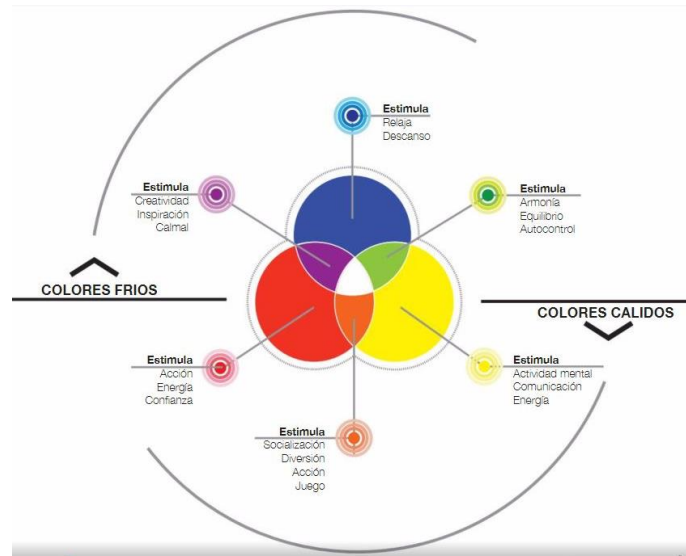 Estimula
Relaja
Descanso
Estimula
Creatividad
Inspiración
Calmal
Estimula
Armonía
Equilibrio
Autocontrol
COLORES FRIOS
COLORES CALIDOS
Estimula
Acción
Energía
Confianza
Estimula
Actividad mental
Comunicación
Energía
Estimula
Socialización
Diversión
Acción
Juego